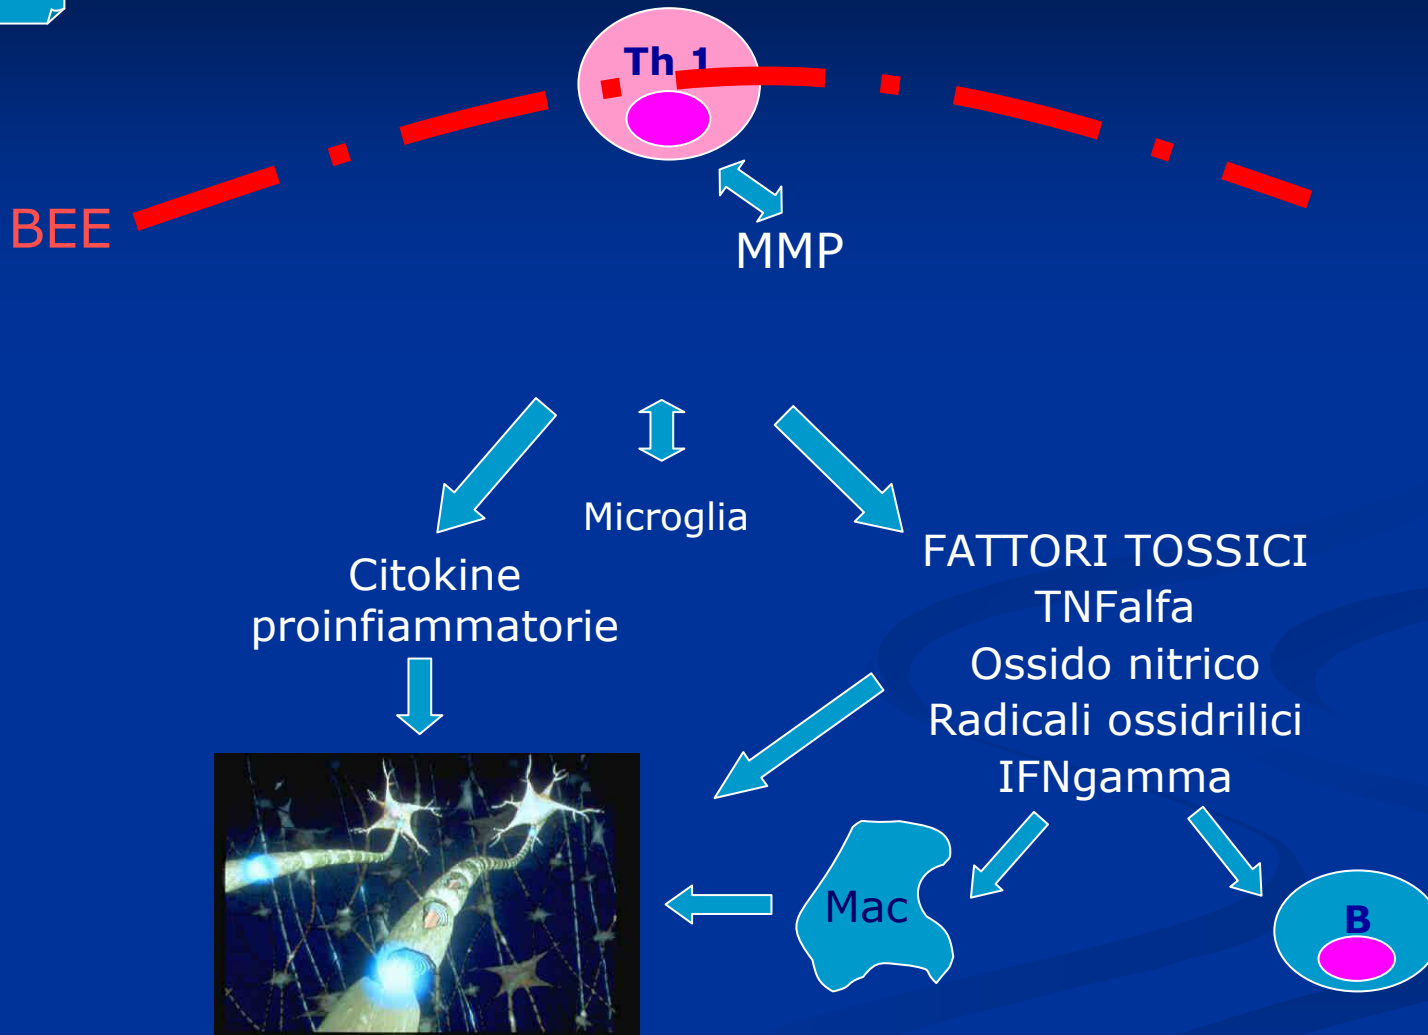 Th 1
BEE
MMP
Microglia
Citokine
proinfiammatorie
FATTORI TOSSICI
TNFalfa
Ossido nitrico
Radicali ossidrilici
IFNgamma
Mac
B